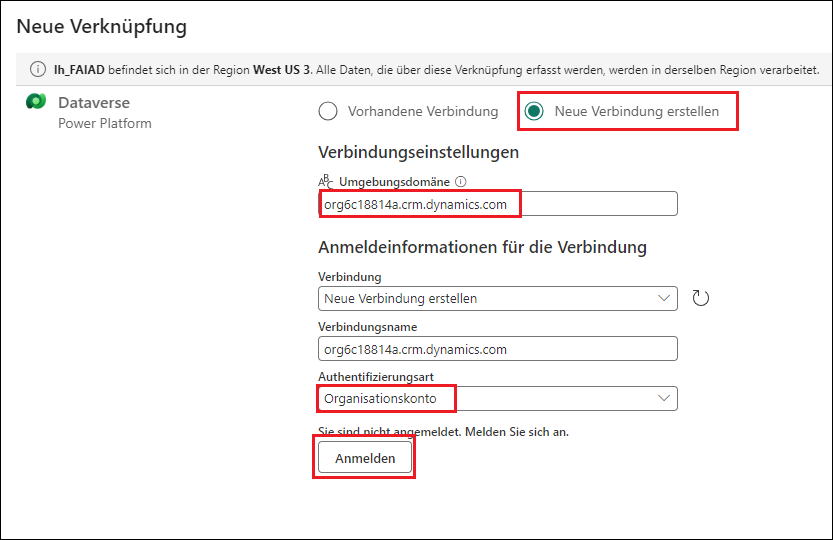 Neue Verknüpfung
lh_FAIAD befindet sich in der Region West US 3. Alle Daten, die über diese Verknüpfung erfasst werden, werden in derselben Region verarbeitet.
Dataverse
Power Platform
Vorhandene Verbindung
Neue Verbindung erstellen
Verbindungseinstellungen
ABC Umgebungsdomäne
org6c18814a.crm.dynamics.com
Anmeldeinformationen für die Verbindung
Verbindung
Neue Verbindung erstellen
Verbindungsname
org6c18814a.crm.dynamics.com
Authentifizierungsart
Organisationskonto
Sie sind nicht angemeldet. Melden Sie sich an.
Anmelden